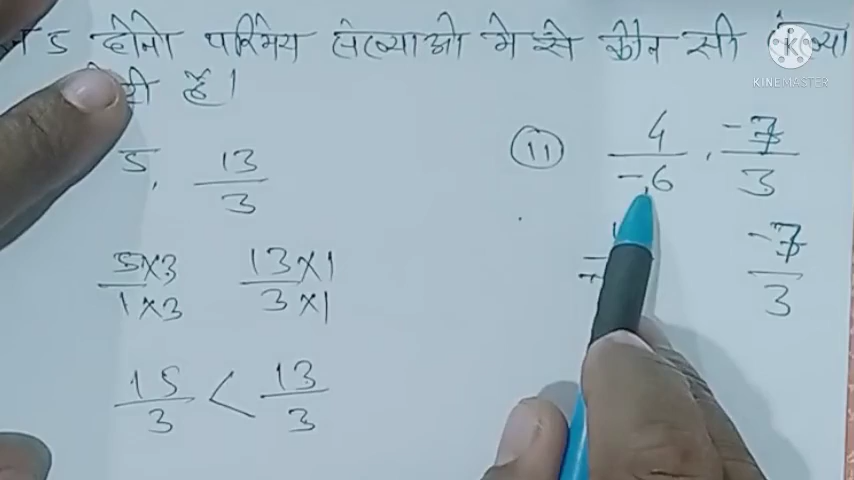 5 दोनो परिमेय संख्याओ मे से कौन सी
है।
5, 13/3
(11) 4/-6, -7/3
5×3/1×3 13×1/3×1
-7/3
15/3 < 13/3
KINEMASTER